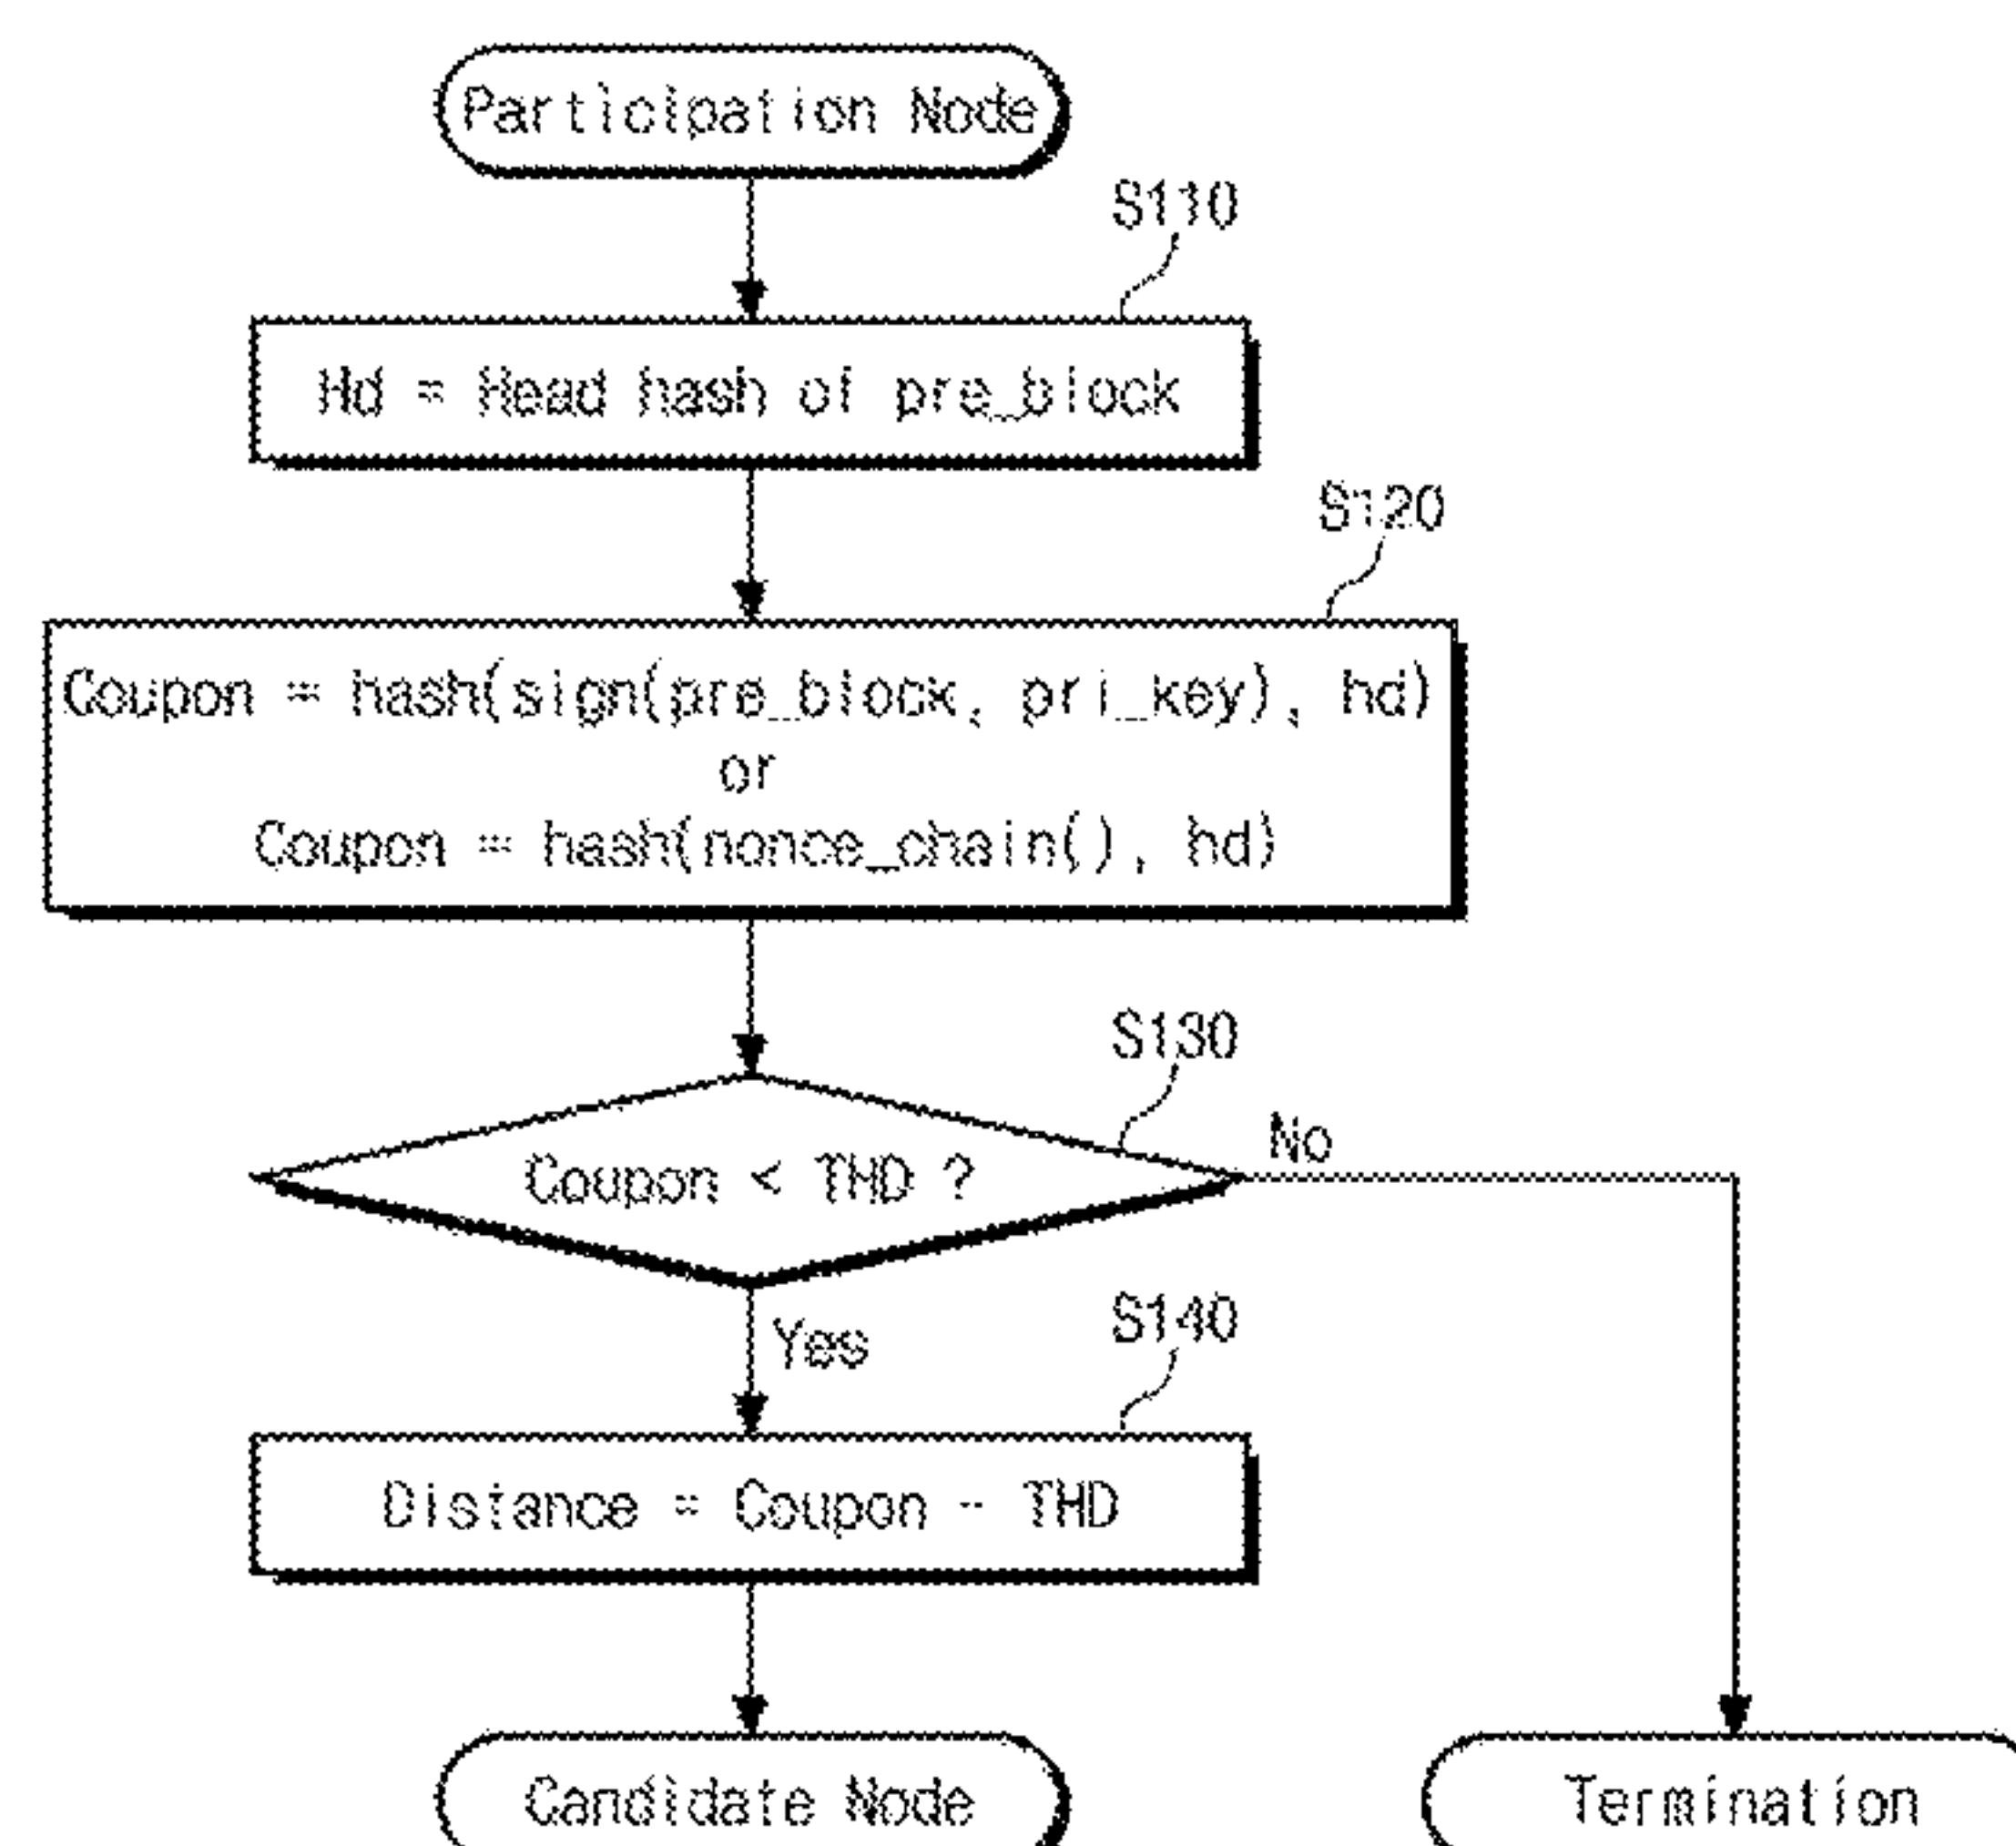 Participation Node
S110
Hd = Head hash of pre_block
S120
Coupon = hash(sign(pre_block, pri_key), hd)
or
Coupon = hash(nonce_chain(), hd)
S130
Coupon < THD ?
No
Yes
S140
Distance = Coupon - THD
Candidate Node
Termination